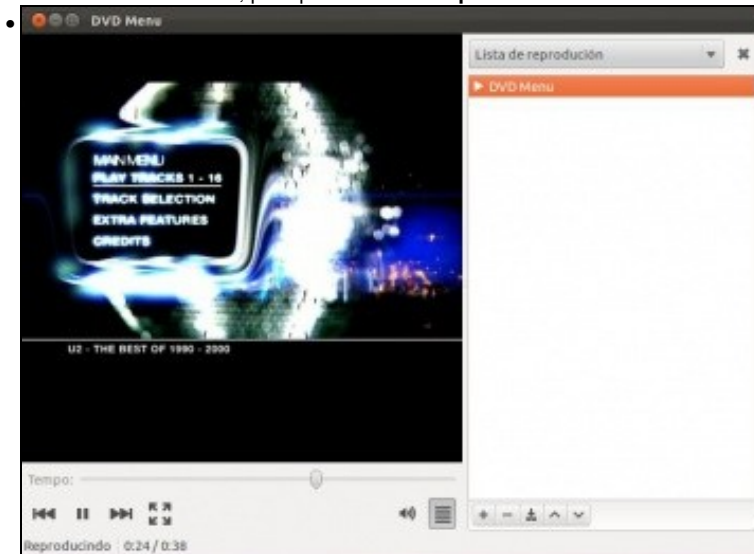 DVD Menu
Lista de reprodución
DVD Menu
MAIN MENU
PLAY TRACKS 1 - 16
TRACK SELECTION
EXTRA FEATURES
CREDITS
U2 - THE BEST OF 1990 - 2000
Tempo:
Reproducindo 0:24 / 0:38